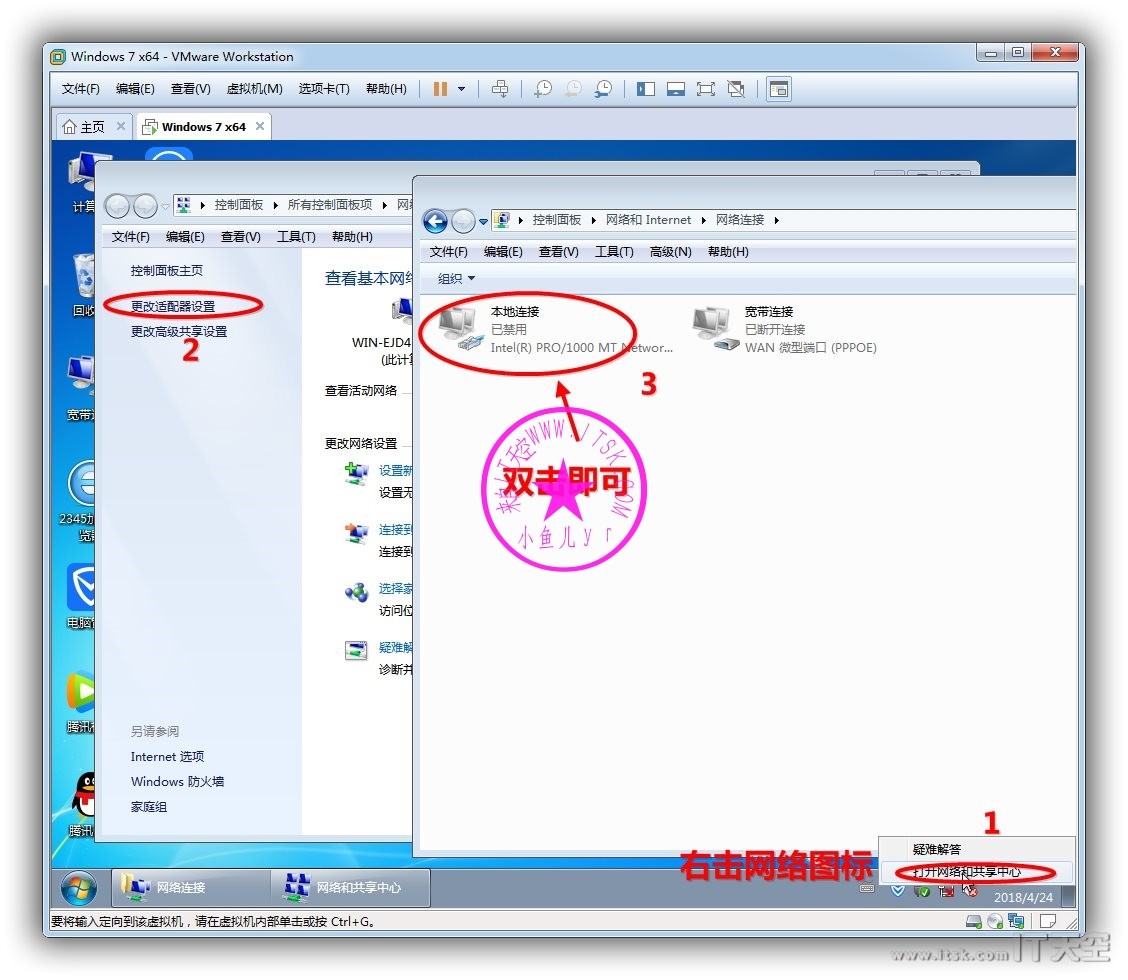 Windows 7 x64 - VMware Workstation
文件(F) 编辑(E) 查看(V) 虚拟机(M) 选项卡(T) 帮助(H)
主页 Windows 7 x64
控制面板 所有控制面板项
文件(F) 编辑(E) 查看(V) 工具(T) 帮助(H)
控制面板主页
更改适配器设置
更改高级共享设置
2
另请参阅
Internet 选项
Windows 防火墙
家庭组
查看基本网络
WIN-EJD4
(此计算
查看活动网络
更改网络设置
设置新
设置无
连接到
连接到
选择家
访问位
疑难解
诊断并
控制面板 网络和 Internet 网络连接
文件(F) 编辑(E) 查看(V) 工具(T) 高级(N) 帮助(H)
组织
本地连接
已禁用
Intel(R) PRO/1000 MT Networ...
宽带连接
已断开连接
WAN 微型端口 (PPPOE)
3
来自IT天空WWW.ITSK.COM
双击即可
小鱼儿yr
计算
回收
宽带连
2345加
览器
电脑管
腾讯视
腾讯
1
疑难解答
右击网络图标
打开网络和共享中心
网络连接
网络和共享中心
2018/4/24
要将输入定向到该虚拟机，请在虚拟机内部单击或按 Ctrl+G。
www.itsk.com IT天空